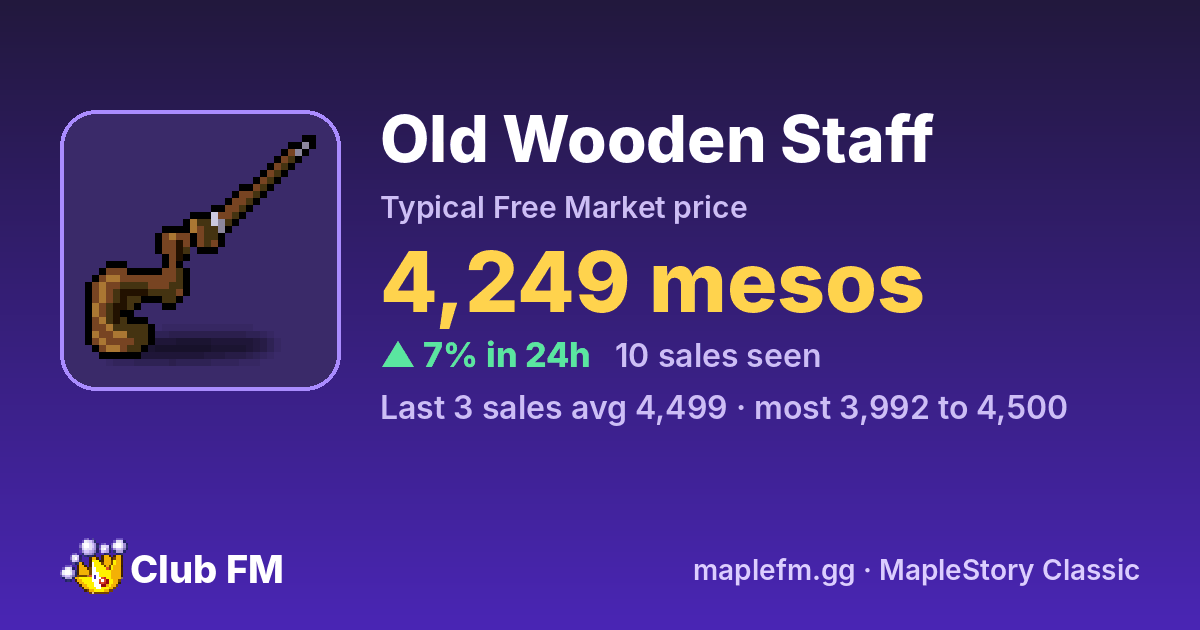 Old Wooden Staff
Typical Free Market price
4,249 mesos
▲ 7% in 24h 10 sales seen
Last 3 sales avg 4,499 · most 3,992 to 4,500
Club FM
maplefm.gg · MapleStory Classic